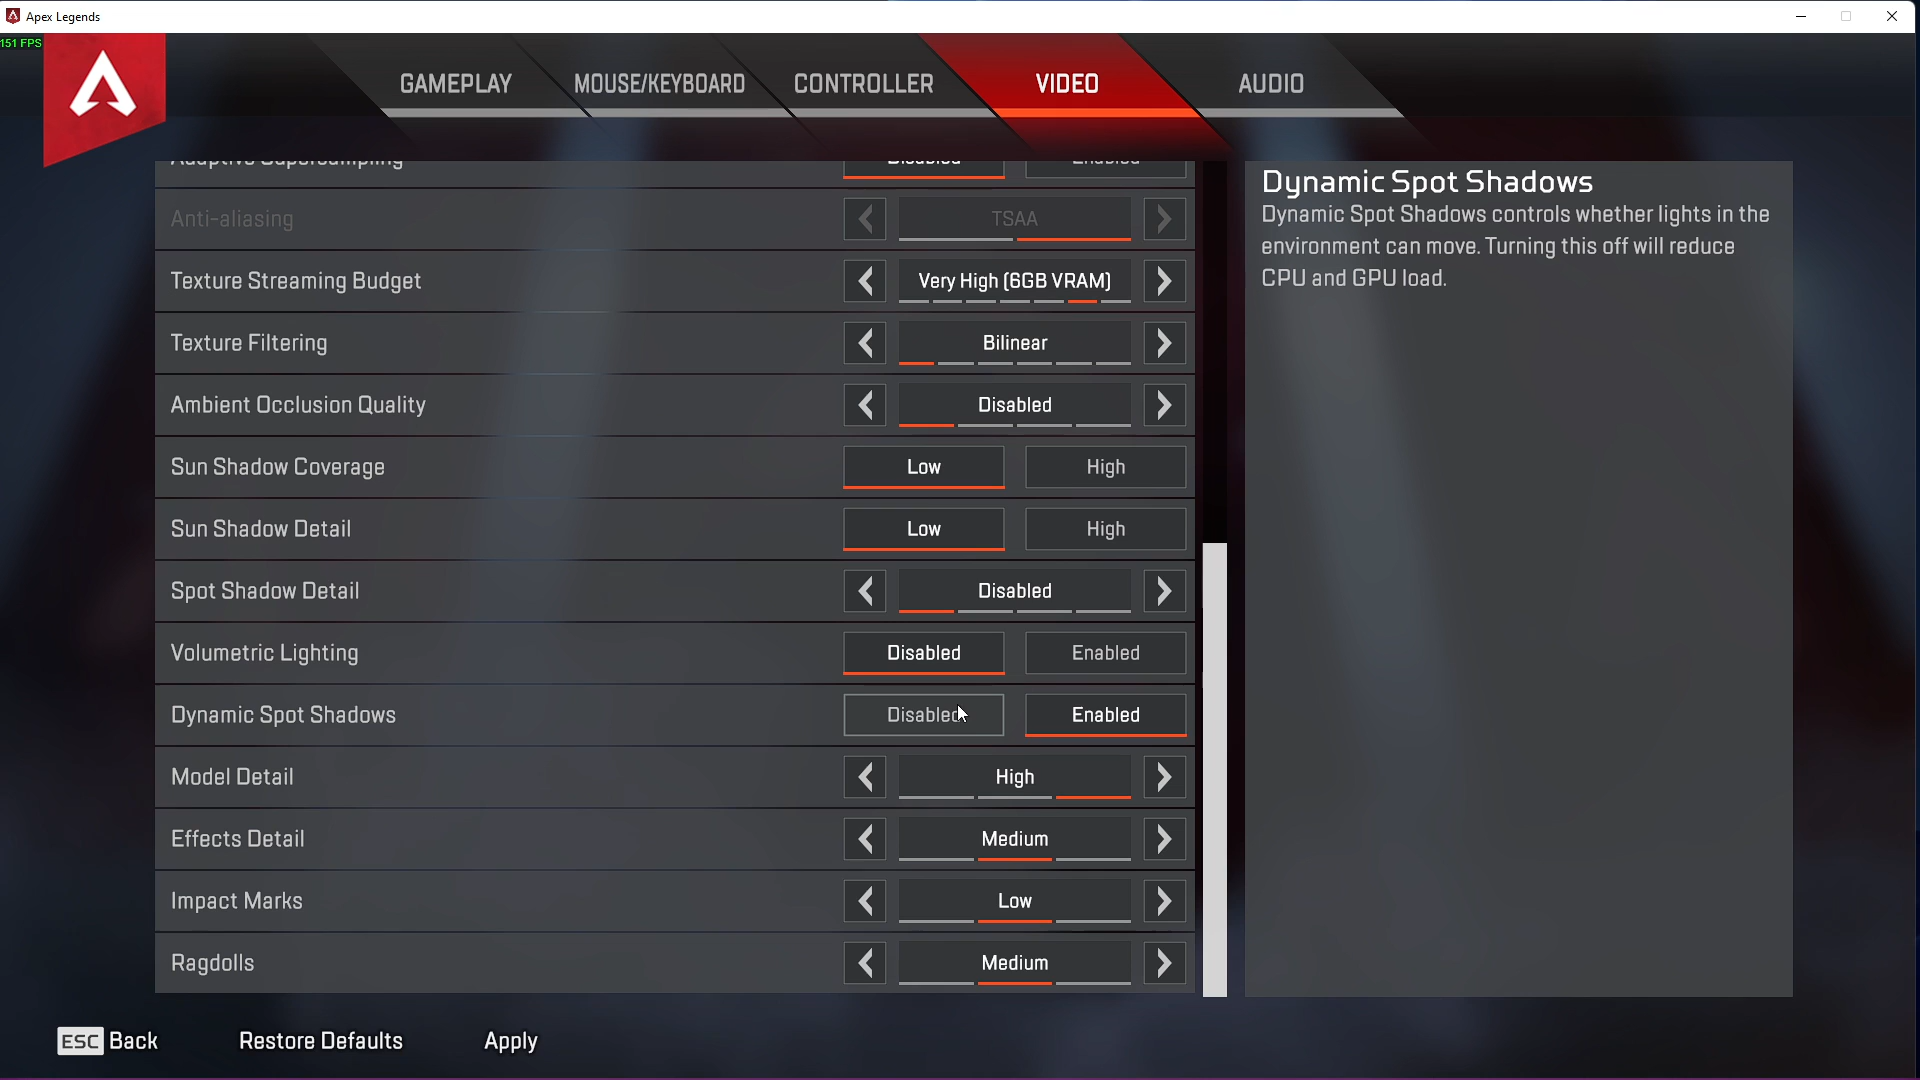 Apex Legends
151 FPS
GAMEPLAY
MOUSE/KEYBOARD
CONTROLLER
VIDEO
AUDIO
Adaptive Supersampling
Disabled
Enabled
Anti-aliasing
TSAA
Texture Streaming Budget
Very High (6GB VRAM)
Texture Filtering
Bilinear
Ambient Occlusion Quality
Disabled
Sun Shadow Coverage
Low
High
Sun Shadow Detail
Low
High
Spot Shadow Detail
Disabled
Volumetric Lighting
Disabled
Enabled
Dynamic Spot Shadows
Disabled
Enabled
Model Detail
High
Effects Detail
Medium
Impact Marks
Low
Ragdolls
Medium
Dynamic Spot Shadows
Dynamic Spot Shadows controls whether lights in the
environment can move. Turning this off will reduce
CPU and GPU load.
ESC Back
Restore Defaults
Apply